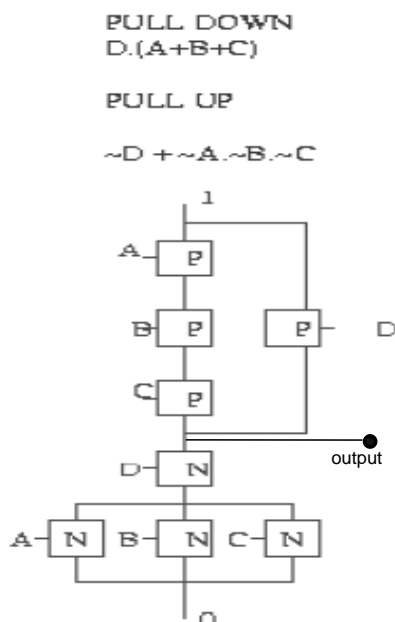 PULL DOWN
D.(A+B+C)
PULL UP
~D + ~A.~B.~C
1
A P
B P P D
C P
output
D N
A N B N C N
0